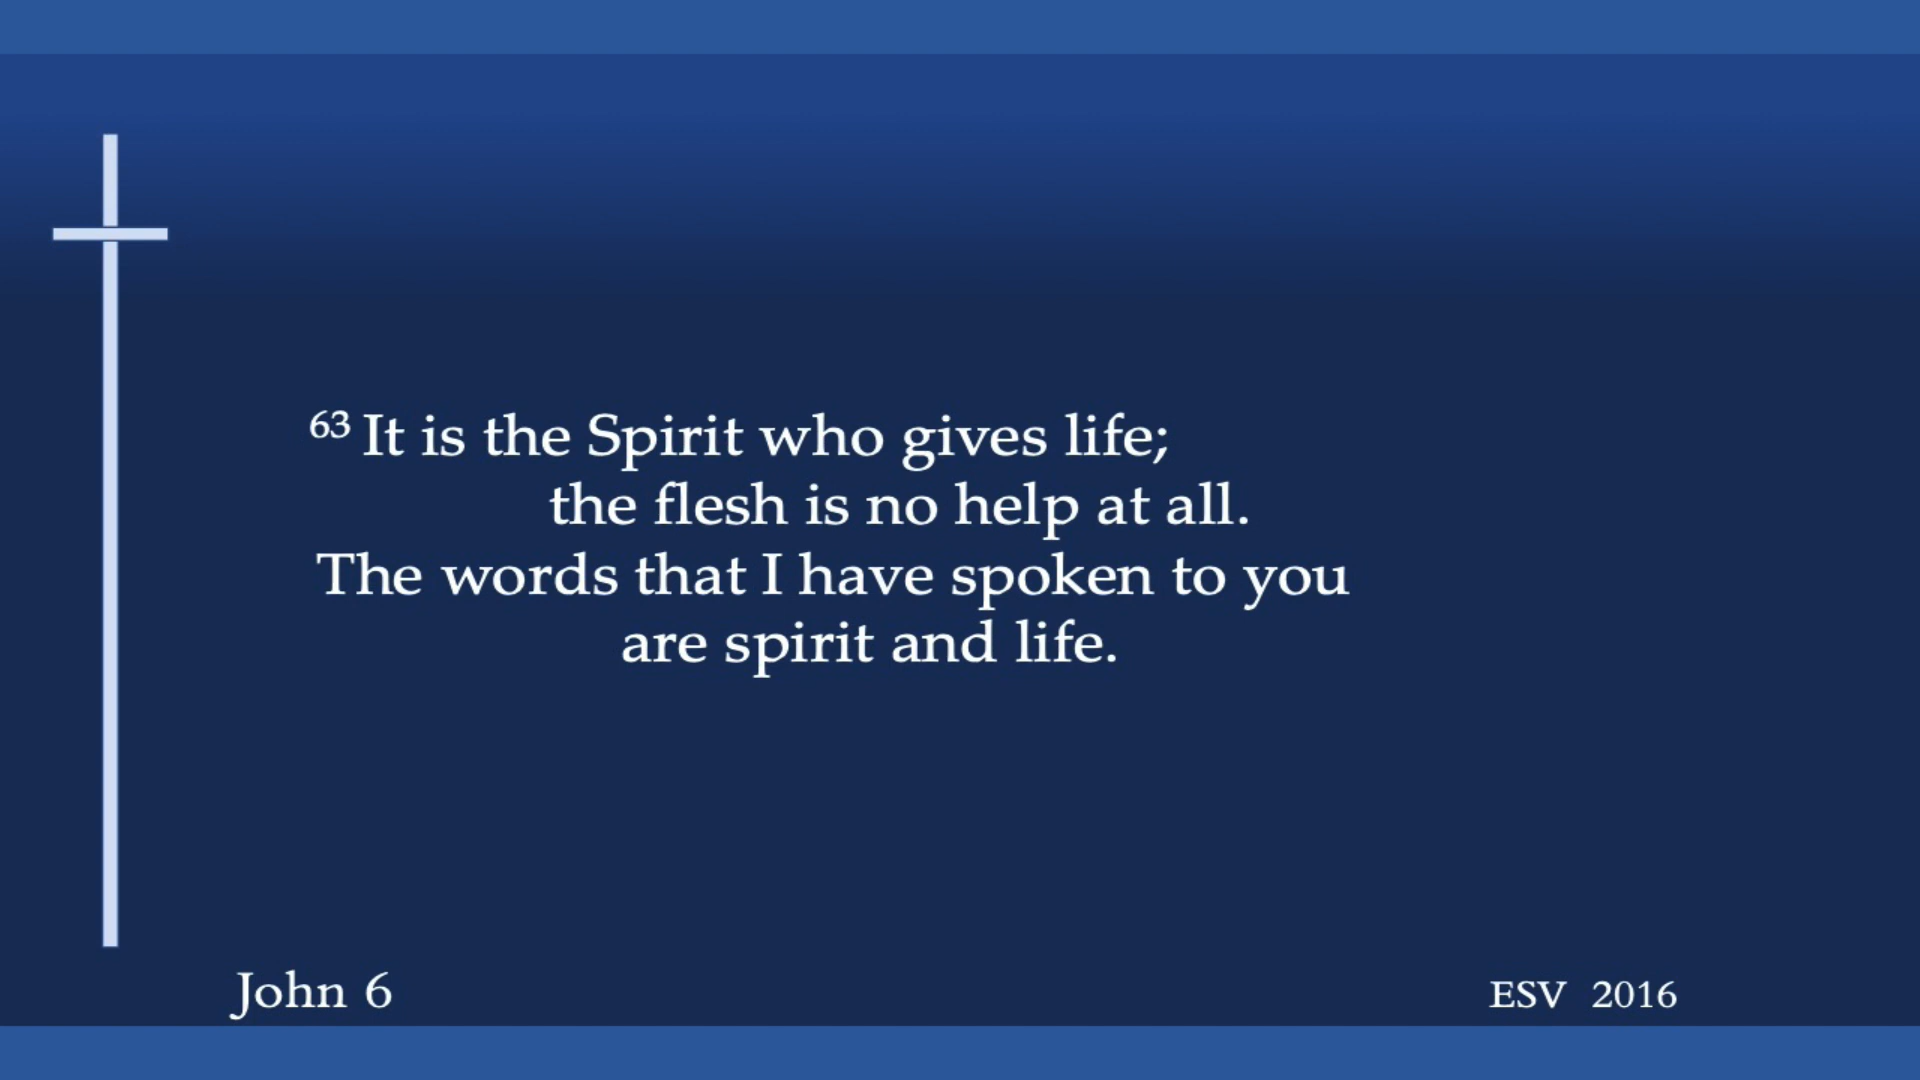 63 It is the Spirit who gives life;
the flesh is no help at all.
The words that I have spoken to you
are spirit and life.
John 6
ESV 2016